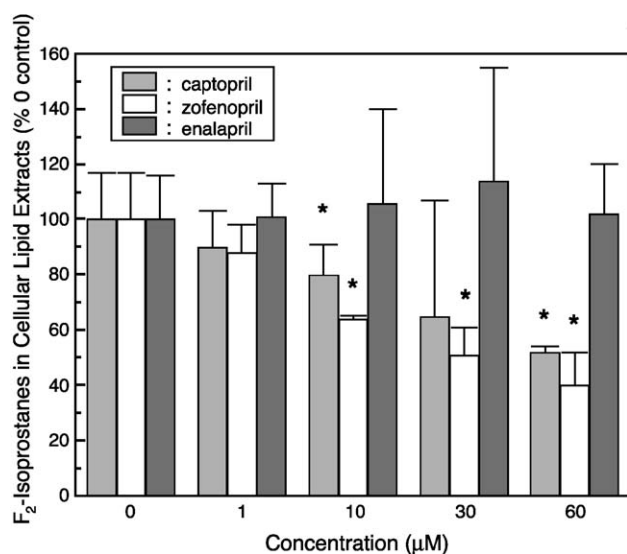 F2-Isoprostanes in Cellular Lipid Extracts (% 0 control)
160
140
120
100
80
60
40
20
0
: captopril
: zofenopril
: enalapril
*
*
*
*
*
0 1 10 30 60
Concentration (μM)